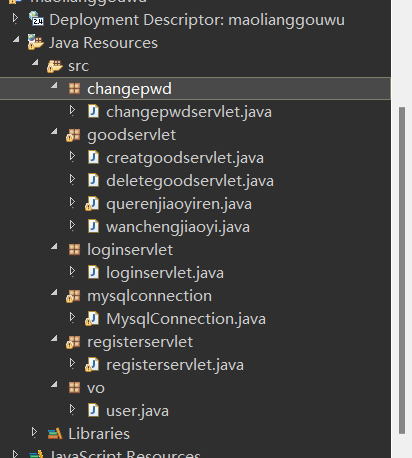 maolianggouwu
Deployment Descriptor: maolianggouwu
Java Resources
src
changepwd
changepwdservlet.java
goodservlet
creatgoodservlet.java
deletegoodservlet.java
querenjiaoyiren.java
wanchengjiaoyi.java
loginservlet
loginservlet.java
mysqlconnection
MysqlConnection.java
registerservlet
registerservlet.java
vo
user.java
Libraries
JavaScript Resources